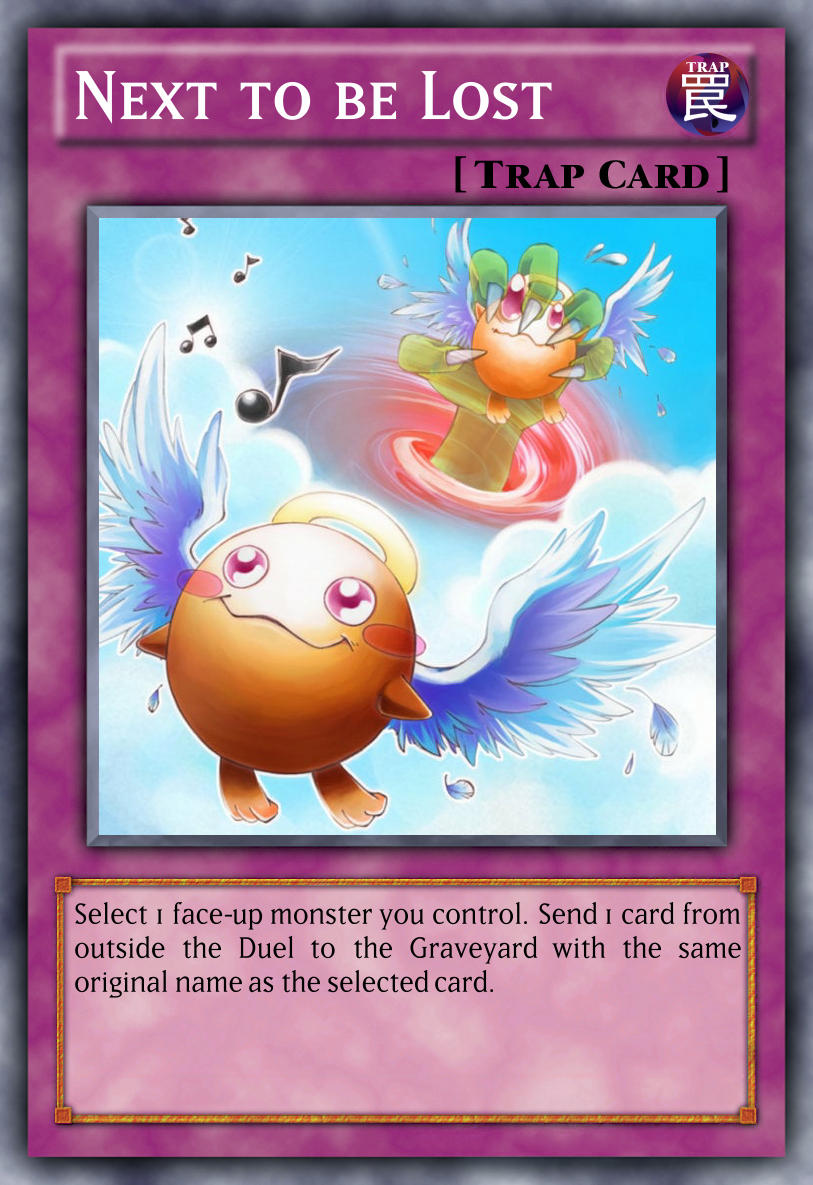 Next to be Lost
TRAP
罠
[Trap Card]
Select 1 face-up monster you control. Send 1 card from
outside the Duel to the Graveyard with the same
original name as the selected card.